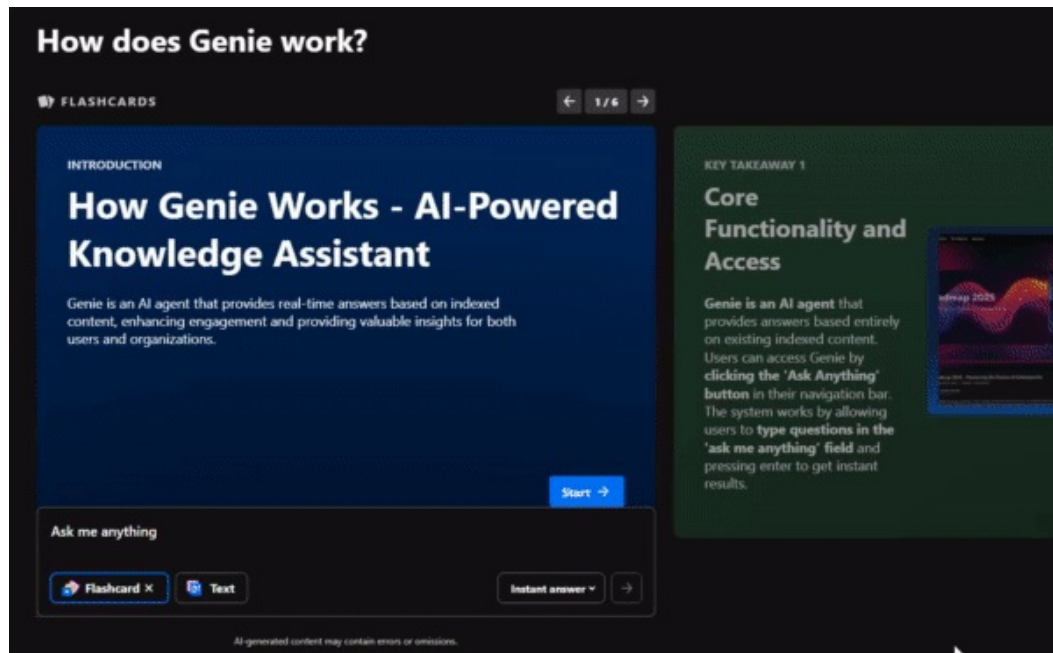 How does Genie work?
FLASHCARDS
1/6
INTRODUCTION
How Genie Works - AI-Powered
Knowledge Assistant
Genie is an AI agent that provides real-time answers based on indexed
content, enhancing engagement and providing valuable insights for both
users and organizations.
Start
KEY TAKEAWAY 1
Core
Functionality and
Access
Genie is an AI agent that
provides answers based entirely
on existing indexed content.
Users can access Genie by
clicking the 'Ask Anything'
button in their navigation bar.
The system works by allowing
users to type questions in the
'ask me anything' field and
pressing enter to get instant
results.
2025
Ask me anything
Flashcard ×
Text
Instant answer
AI-generated content may contain errors or omissions.